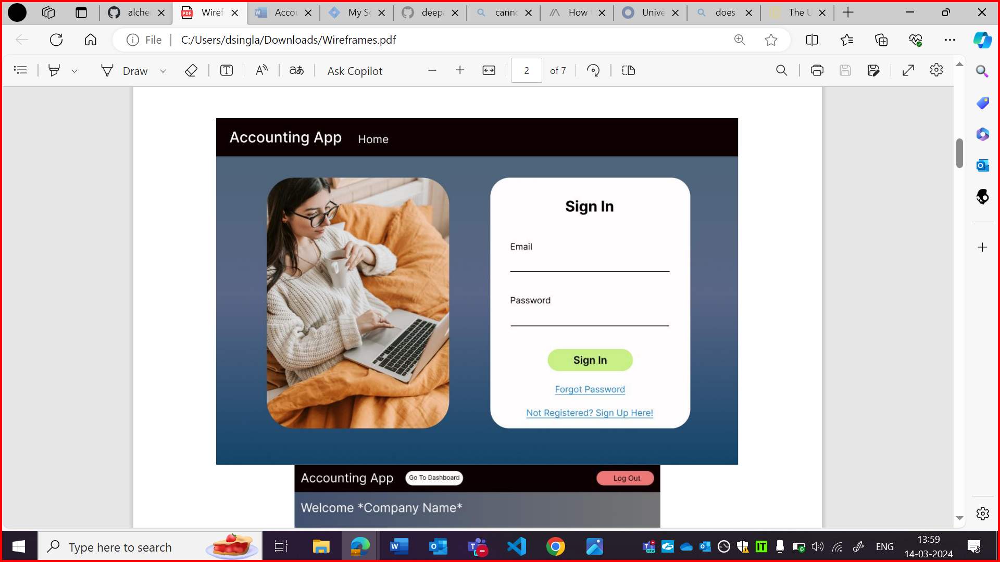 alche
Wiref
Accou
My Sc
deepa
canno
How t
Unive
does
The U
File
C:/Users/dsingla/Downloads/Wireframes.pdf
Draw
Ask Copilot
2
of 7
Accounting App
Home
Sign In
Email
Password
Sign In
Forgot Password
Not Registered? Sign Up Here!
Accounting App
Go To Dashboard
Log Out
Welcome *Company Name*
Type here to search
ENG
13:59
14-03-2024